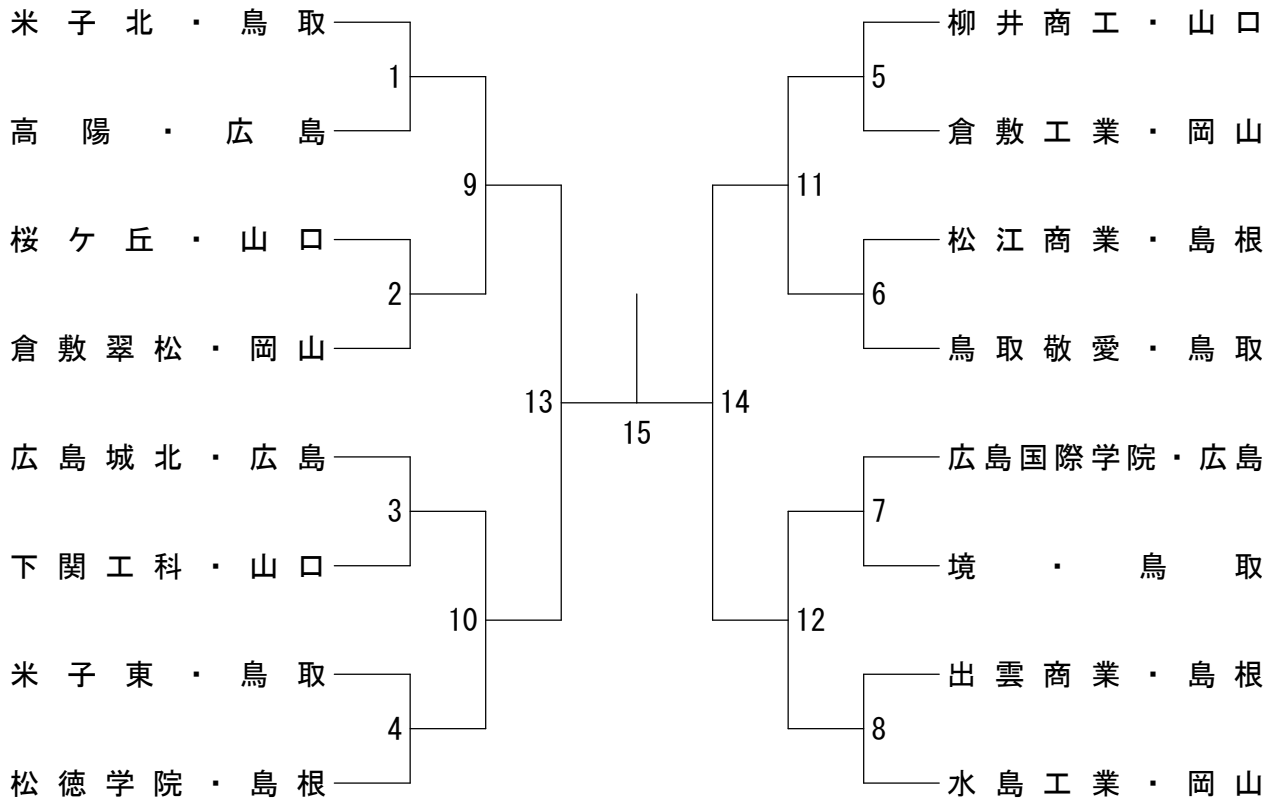 米子北・鳥取
1
高陽・広島
9
桜ケ丘・山口
2
倉敷翠松・岡山
13
広島城北・広島
3
下関工科・山口
10
米子東・鳥取
4
松徳学院・島根
15
柳井商工・山口
5
倉敷工業・岡山
11
松江商業・島根
6
鳥取敬愛・鳥取
14
広島国際学院・広島
7
境・鳥取
12
出雲商業・島根
8
水島工業・岡山